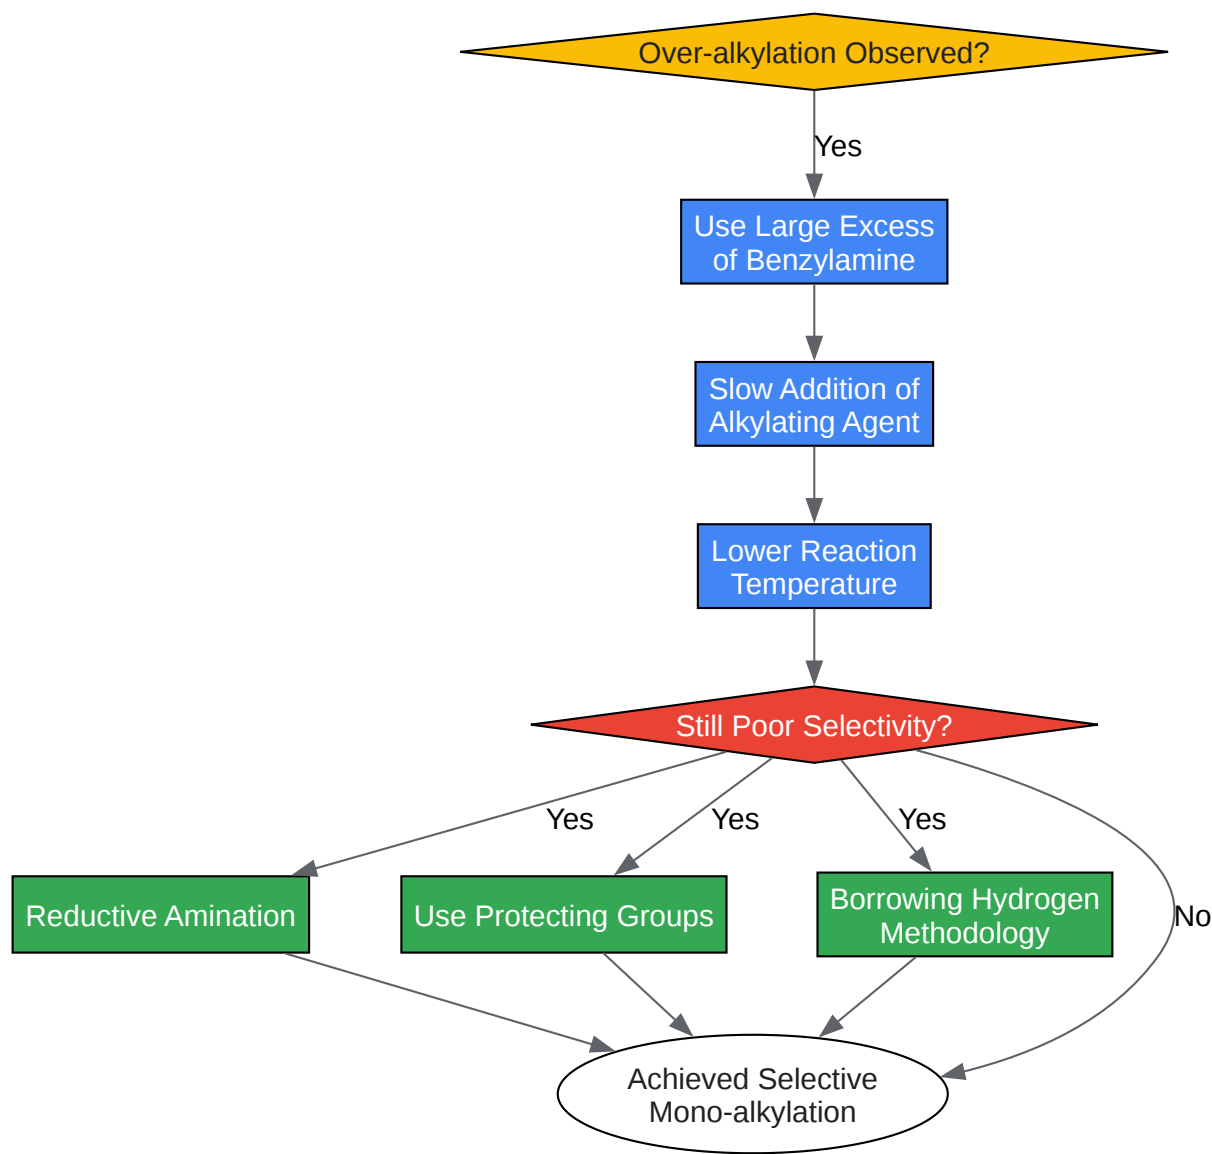 Over-alkylation Observed?
Yes
Use Large Excess
of Benzylamine
Slow Addition of
Alkylating Agent
Lower Reaction
Temperature
Still Poor Selectivity?
Yes
Yes
Yes
Reductive Amination
Use Protecting Groups
Borrowing Hydrogen
Methodology
No
Achieved Selective
Mono-alkylation